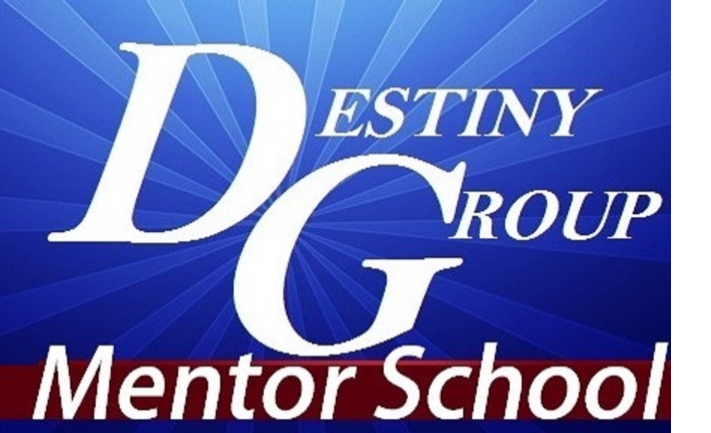 DESTINY
GROUP
Mentor School